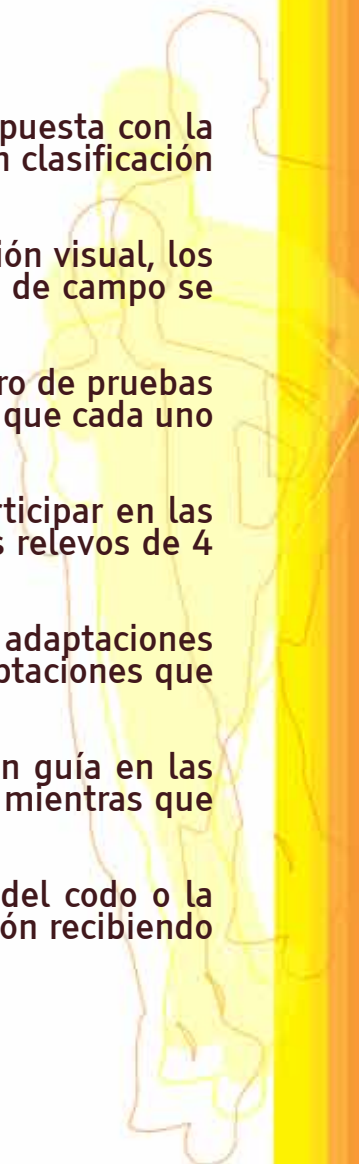 puesta con la
n clasificación
ión visual, los
de campo se
ro de pruebas
que cada uno
ticipar en las
s relevos de 4
adaptaciones
ptaciones que
n guía en las
mientras que
del codo o la
ón recibiendo